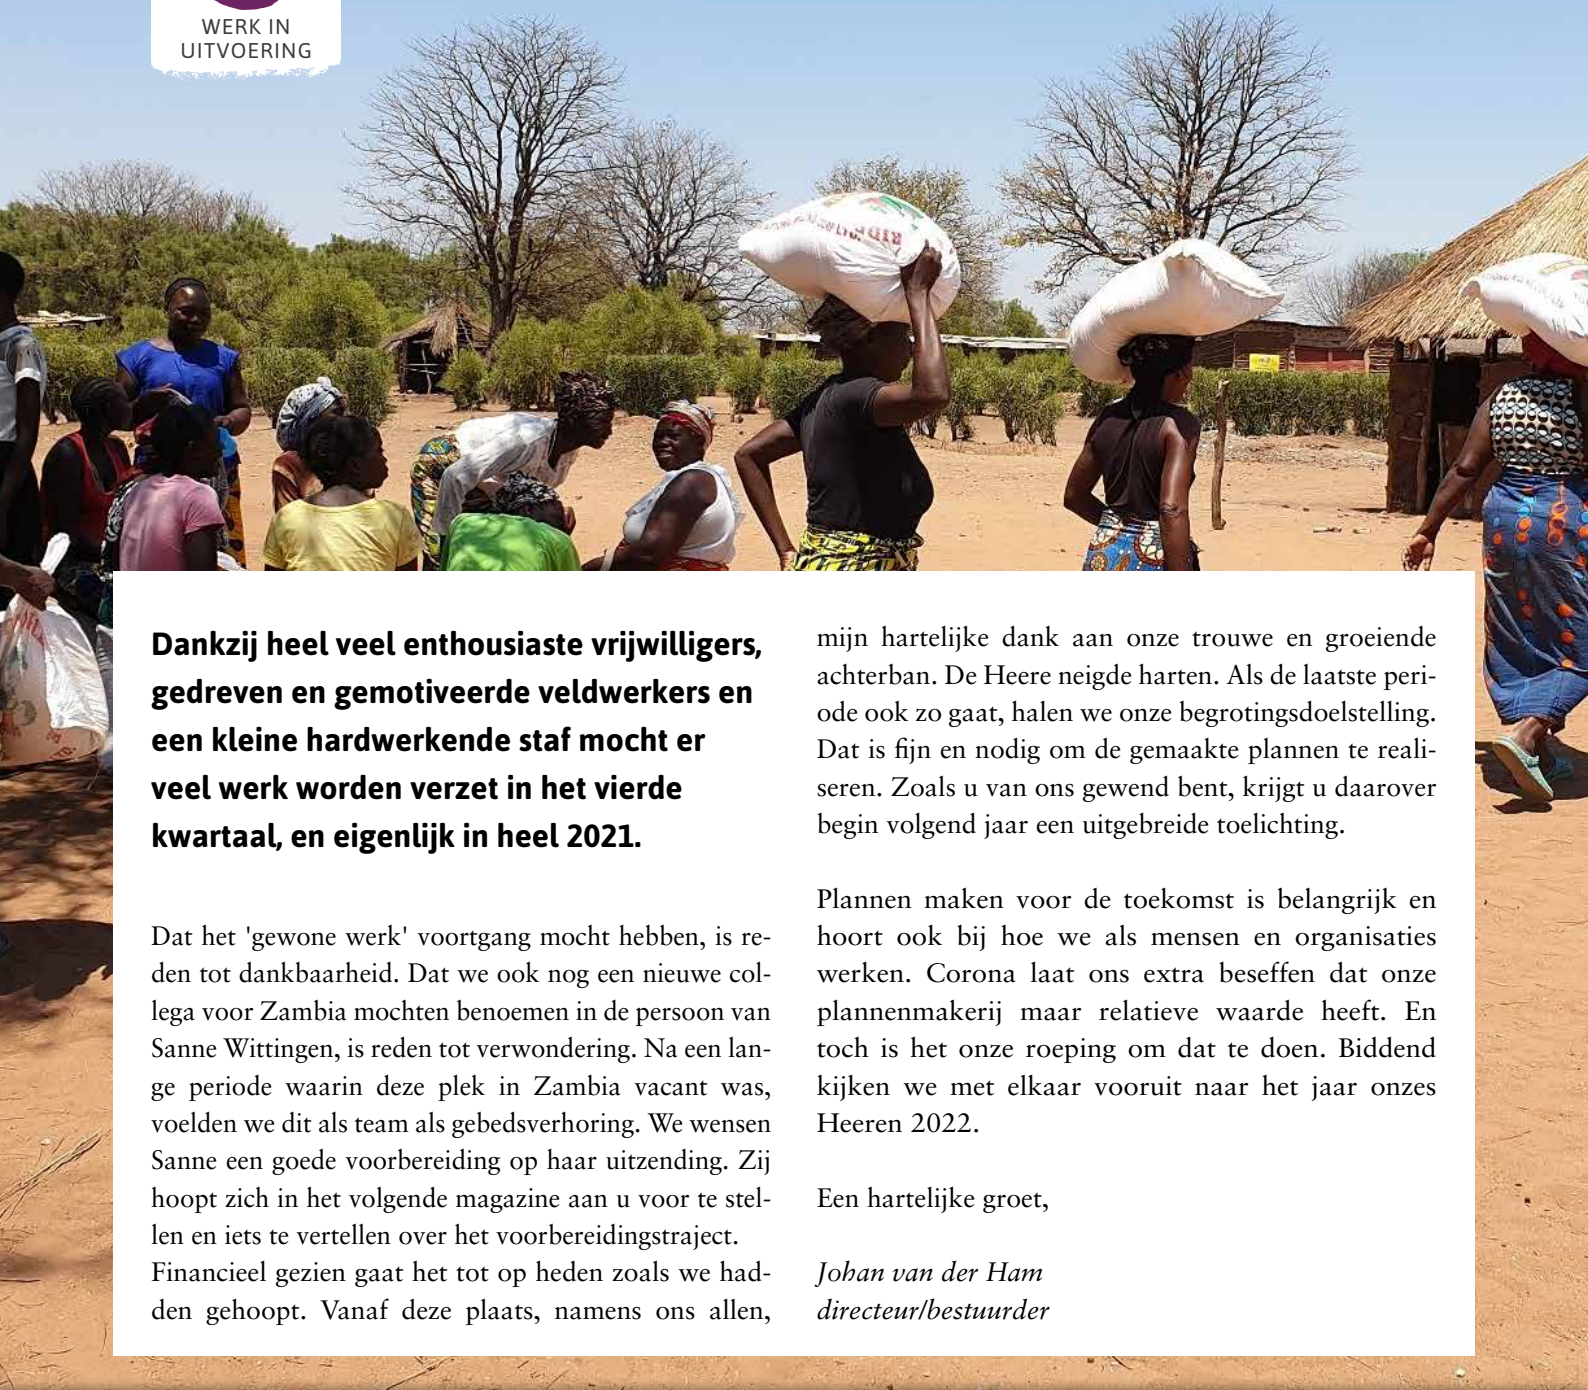 WERK IN
UITVOERING
Dankzij heel veel enthousiaste vrijwilligers,
gedreven en gemotiveerde veldwerkers en
een kleine hardwerkende staf mocht er
veel werk worden verzet in het vierde
kwartaal, en eigenlijk in heel 2021.
Dat het 'gewone werk' voortgang mocht hebben, is re-
den tot dankbaarheid. Dat we ook nog een nieuwe col-
lega voor Zambia mochten benoemen in de persoon van
Sanne Wittingen, is reden tot verwondering. Na een lan-
ge periode waarin deze plek in Zambia vacant was,
voelden we dit als team als gebedsverhoring. We wensen
Sanne een goede voorbereiding op haar uitzending. Zij
hoopt zich in het volgende magazine aan u voor te stel-
len en iets te vertellen over het voorbereidingstraject.
Financieel gezien gaat het tot op heden zoals we had-
den gehoopt. Vanaf deze plaats, namens ons allen,
mijn hartelijke dank aan onze trouwe en groeiende
achterban. De Heere neigde harten. Als de laatste peri-
ode ook zo gaat, halen we onze begrotingsdoelstelling.
Dat is fijn en nodig om de gemaakte plannen te reali-
seren. Zoals u van ons gewend bent, krijgt u daarover
begin volgend jaar een uitgebreide toelichting.
Plannen maken voor de toekomst is belangrijk en
hoort ook bij hoe we als mensen en organisaties
werken. Corona laat ons extra beseffen dat onze
plannenmakerij maar relatieve waarde heeft. En
toch is het onze roeping om dat te doen. Biddend
kijken we met elkaar vooruit naar het jaar onzes
Heeren 2022.
Een hartelijke groet,
Johan van der Ham
directeur/bestuurder